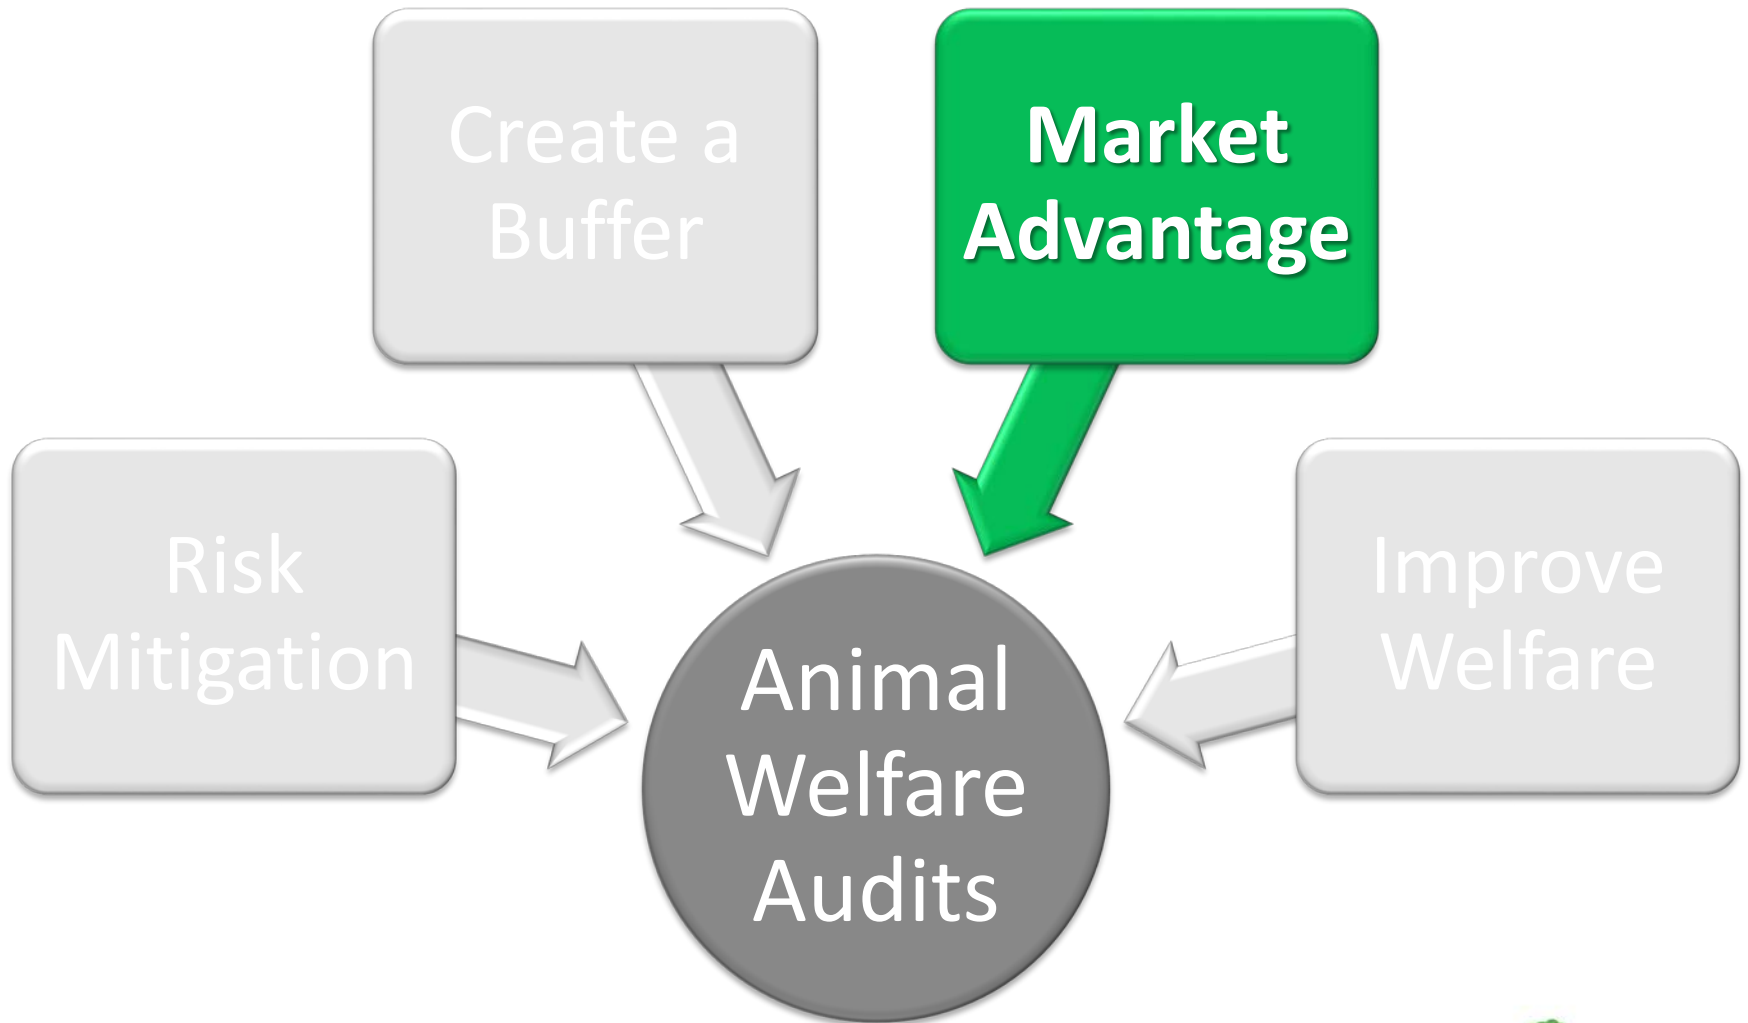 Create a
Buffer
Market
Advantage
Risk
Mitigation
Improve
Welfare
Animal
Welfare
Audits